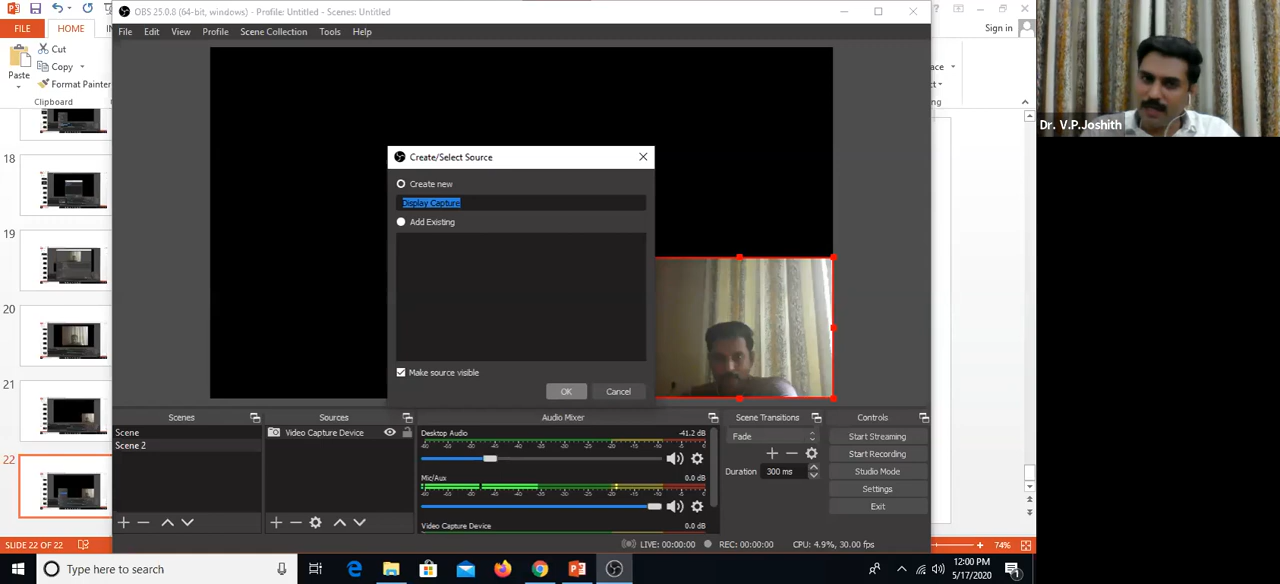 OBS 25.0.8 (64-bit, windows) - Profile: Untitled - Scenes: Untitled
File Edit View Profile Scene Collection Tools Help
FILE HOME
Sign in
Cut
Copy
Format Painter
Paste
Clipboard
Dr. V.P.Joshith
Create/Select Source
Create new
Display Capture
Add Existing
Make source visible
OK Cancel
18
19
20
21
22
Scenes
Scene
Scene 2
Sources
Video Capture Device
Audio Mixer
Desktop Audio -41.2 dB
Mic/Aux 0.0 dB
Video Capture Device 0.0 dB
Scene Transitions
Fade
Duration 300 ms
Controls
Start Streaming
Start Recording
Studio Mode
Settings
Exit
LIVE: 00:00:00 REC: 00:00:00 CPU: 4.9%, 30.00 fps
SLIDE 22 OF 22
74%
Type here to search
12:00 PM
5/17/2020